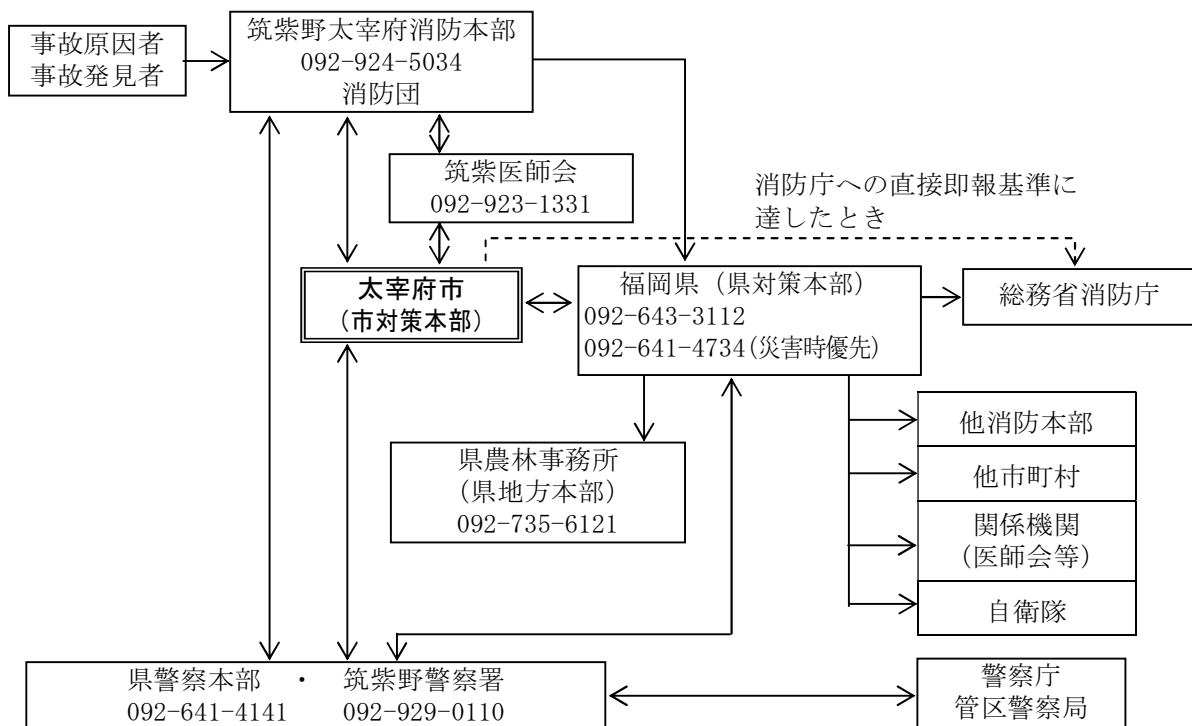 事故原因者
事故発見者
筑紫野太宰府消防本部
092-924-5034
消防団
筑紫医師会
092-923-1331
消防庁への直接即報基準に
達したとき
太宰府市
(市対策本部)
福岡県（県対策本部）
092-643-3112
092-641-4734(災害時優先)
総務省消防庁
県農林事務所
（県地方本部）
092-735-6121
他消防本部
他市町村
関係機関
(医師会等)
自衛隊
県警察本部　・　筑紫野警察署
092-641-4141　092-929-0110
警察庁
管区警察局